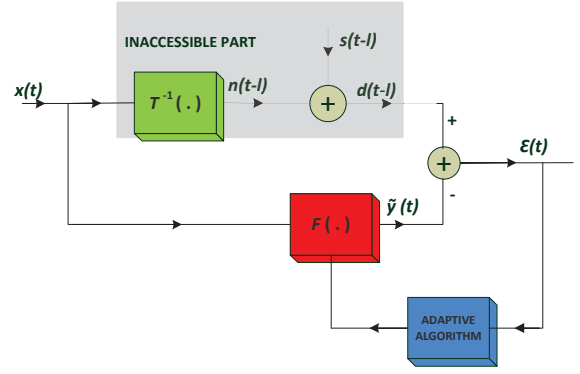 INACCESSIBLE PART
s(t-l)
x(t)
T⁻¹(.)
n(t-l)
+
d(t-l)
+
+
ℰ(t)
-
F(.)
ỹ(t)
ADAPTIVE
ALGORITHM